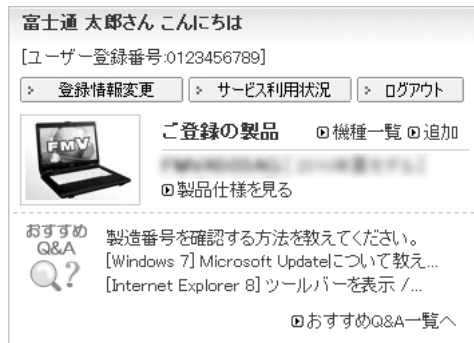 富士通 太郎さん こんにちは
[ユーザー登録番号:0123456789]
登録情報変更 サービス利用状況 ログアウト
FMV
ご登録の製品 機種一覧 追加
製品仕様を見る
おすすめ
Q&A
製造番号を確認する方法を教えてください。
[Windows 7] Microsoft Updateについて教え...
[Internet Explorer 8] ツールバーを表示 /...
おすすめQ&A一覧へ